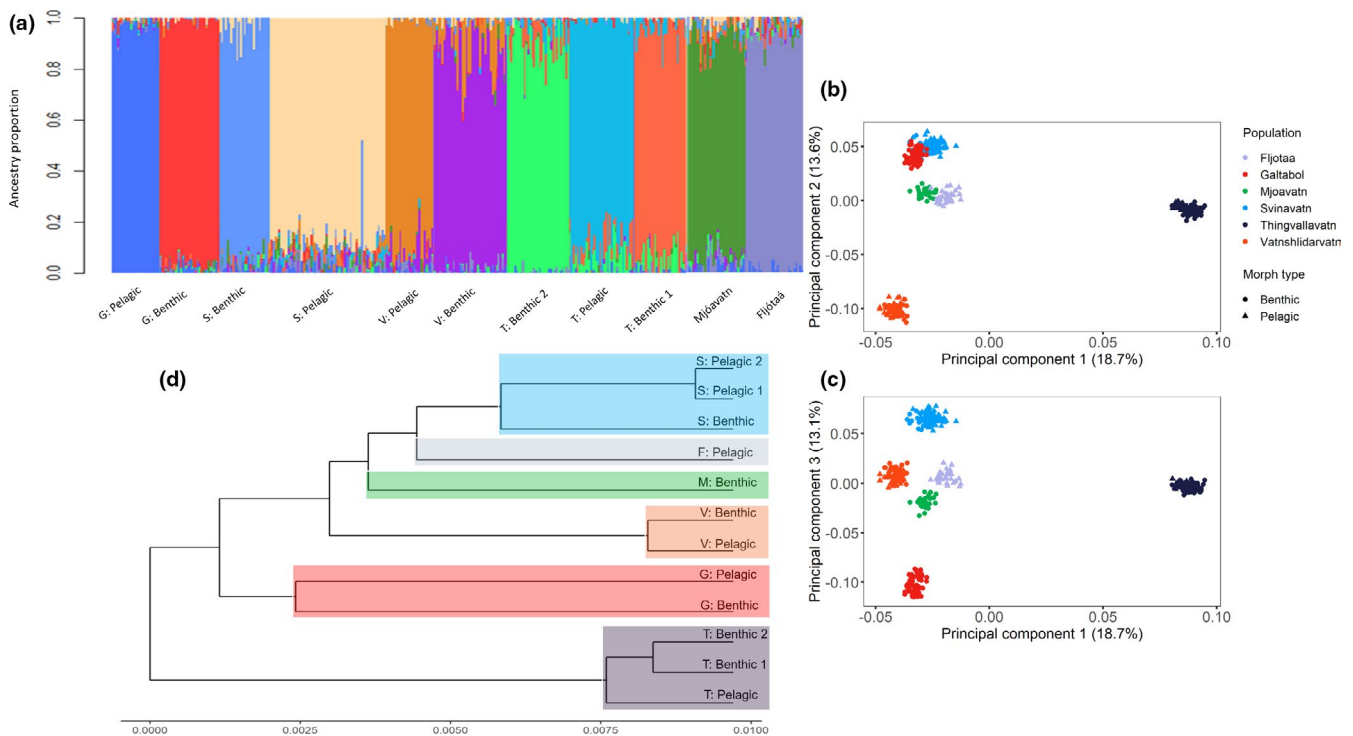 (a)
Ancestry proportion
1.0
0.8
0.6
0.4
0.2
0.0
G: Pelagic
G: Benthic
S: Benthic
S: Pelagic
V: Pelagic
V: Benthic
T: Benthic 2
T: Pelagic
T: Benthic 1
Mjóavatn
Fljótaá
(b)
Principal component 2 (13.6%)
0.05
0.00
-0.05
-0.10
-0.05
0.00
0.05
0.10
Principal component 1 (18.7%)
Population
Fljotaa
Galtabol
Mjoavatn
Svinavatn
Thingvallavatn
Vatnshlidarvatn
Morph type
Benthic
Pelagic
(c)
Principal component 3 (13.1%)
0.05
0.00
-0.05
-0.10
-0.05
0.00
0.05
0.10
Principal component 1 (18.7%)
(d)
S: Pelagic 2
S: Pelagic 1
S: Benthic
F: Pelagic
M: Benthic
V: Benthic
V: Pelagic
G: Pelagic
G: Benthic
T: Benthic 2
T: Benthic 1
T: Pelagic
0.0000
0.0025
0.0050
0.0075
0.0100